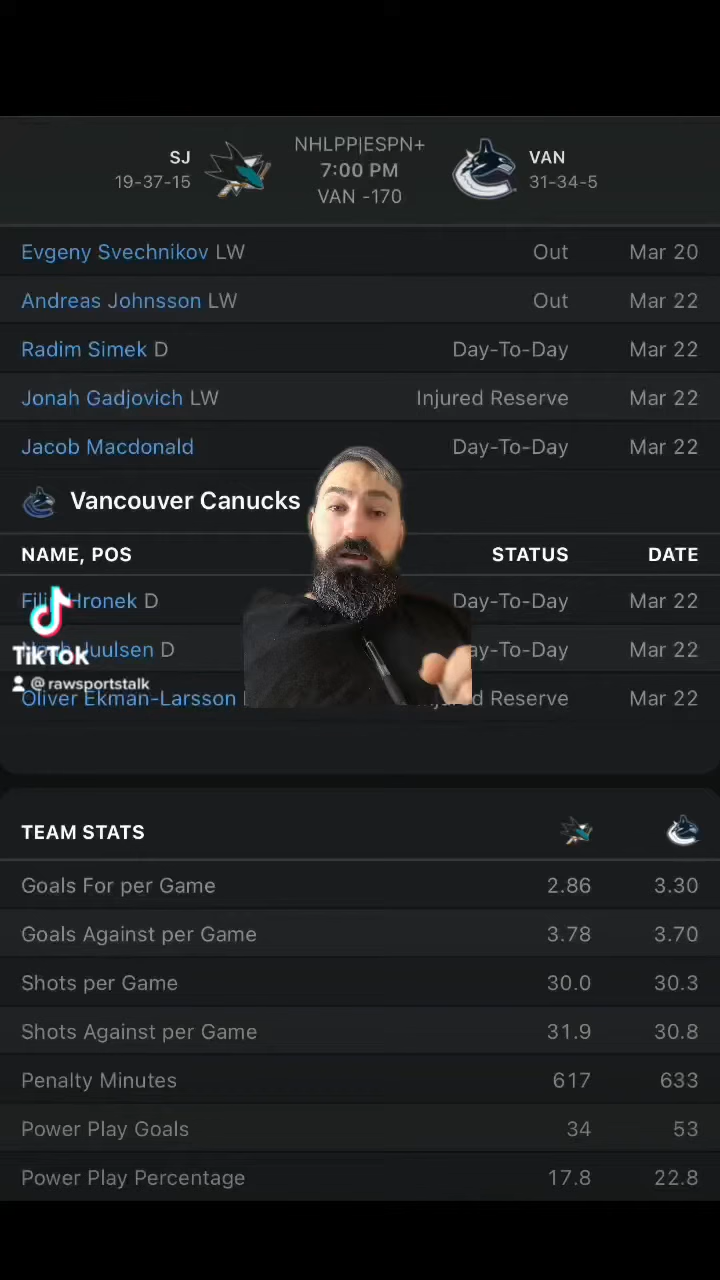 NHLPP|ESPN+
SJ 7:00 PM VAN
19-37-15 VAN -170 31-34-5
Evgeny Svechnikov LW Out Mar 20
Andreas Johnsson LW Out Mar 22
Radim Simek D Day-To-Day Mar 22
Jonah Gadjovich LW Injured Reserve Mar 22
Jacob Macdonald Day-To-Day Mar 22
Vancouver Canucks
NAME, POS STATUS DATE
Hronek D Day-To-Day Mar 22
Juulsen D Mar 22
TikTok
@rawsportstalk
Oliver Ekman-Larsson Mar 22
TEAM STATS
Goals For per Game 2.86 3.30
Goals Against per Game 3.78 3.70
Shots per Game 30.0 30.3
Shots Against per Game 31.9 30.8
Penalty Minutes 617 633
Power Play Goals 34 53
Power Play Percentage 17.8 22.8